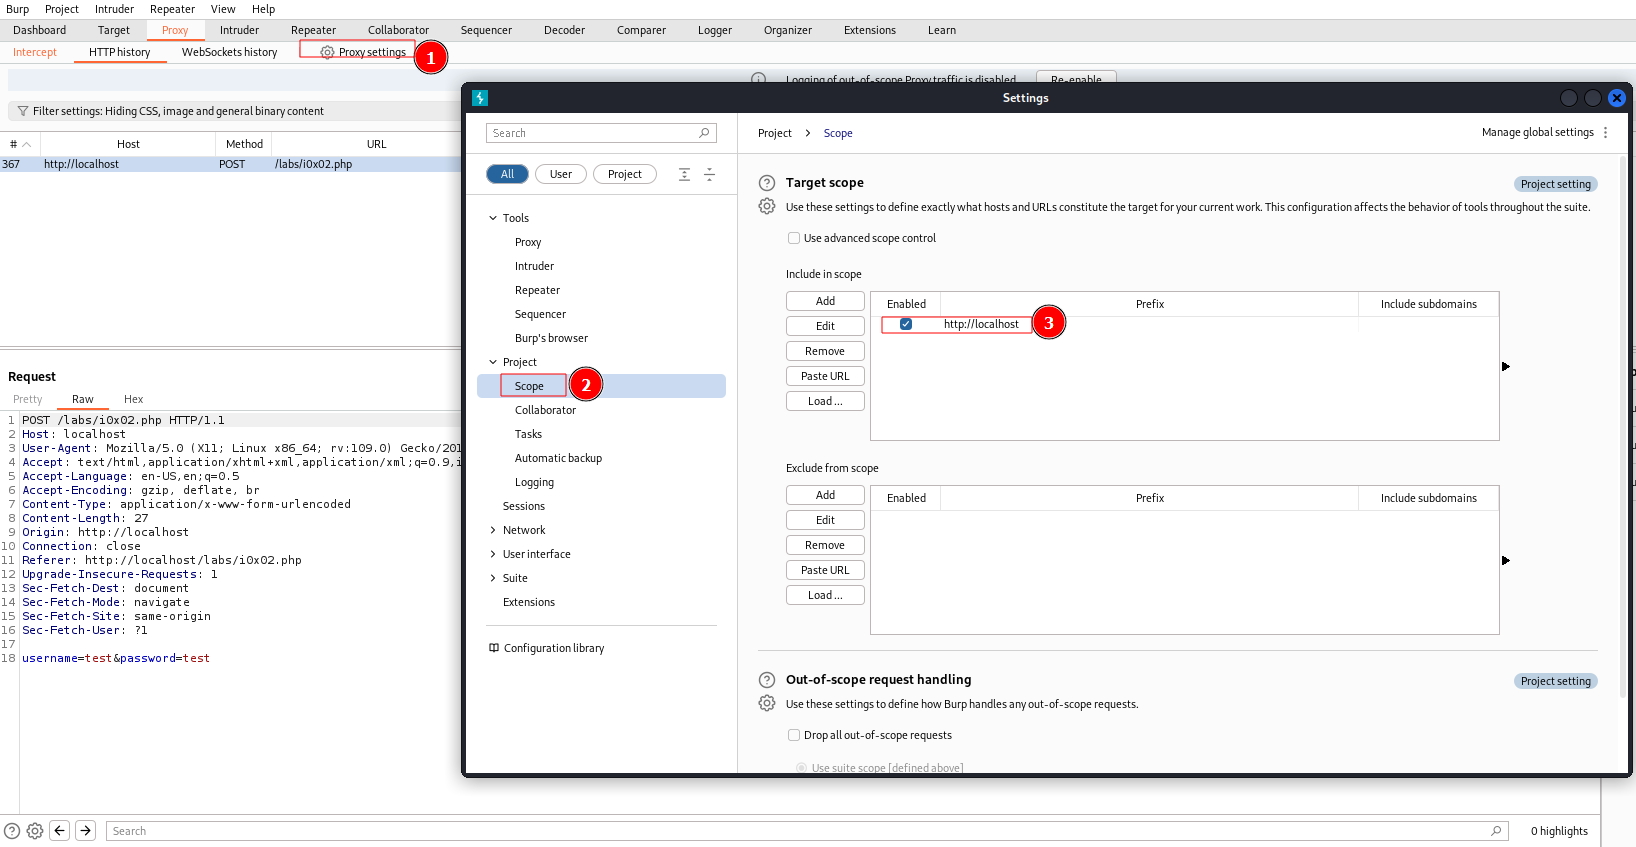 Burp Project Intruder Repeater View Help
Dashboard Target Proxy Intruder Repeater Collaborator Sequencer Decoder Comparer Logger Organizer Extensions Learn
Intercept HTTP history WebSockets history Proxy settings 1
Logging of out-of-scope Proxy traffic is disabled Re-enable
Filter settings: Hiding CSS, image and general binary content
# Host Method URL
367 http://localhost POST /labs/i0x02.php
Request
Pretty Raw Hex
1 POST /labs/i0x02.php HTTP/1.1
2 Host: localhost
3 User-Agent: Mozilla/5.0 (X11; Linux x86_64; rv:109.0) Gecko/201
4 Accept: text/html,application/xhtml+xml,application/xml;q=0.9,i
5 Accept-Language: en-US,en;q=0.5
6 Accept-Encoding: gzip, deflate, br
7 Content-Type: application/x-www-form-urlencoded
8 Content-Length: 27
9 Origin: http://localhost
10 Connection: close
11 Referer: http://localhost/labs/i0x02.php
12 Upgrade-Insecure-Requests: 1
13 Sec-Fetch-Dest: document
14 Sec-Fetch-Mode: navigate
15 Sec-Fetch-Site: same-origin
16 Sec-Fetch-User: ?1
17
18 username=test&password=test
Settings
Search
All User Project
Tools
Proxy
Intruder
Repeater
Sequencer
Burp's browser
Project
Scope 2
Collaborator
Tasks
Automatic backup
Logging
Sessions
Network
User interface
Suite
Extensions
Configuration library
Project > Scope
Manage global settings
Target scope
Project setting
Use these settings to define exactly what hosts and URLs constitute the target for your current work. This configuration affects the behavior of tools throughout the suite.
Use advanced scope control
Include in scope
Add
Edit
Remove
Paste URL
Load ...
Enabled Prefix Include subdomains
http://localhost 3
Exclude from scope
Add
Edit
Remove
Paste URL
Load ...
Enabled Prefix Include subdomains
Out-of-scope request handling
Project setting
Use these settings to define how Burp handles any out-of-scope requests.
Drop all out-of-scope requests
Use suite scope [defined above]
Search
0 highlights